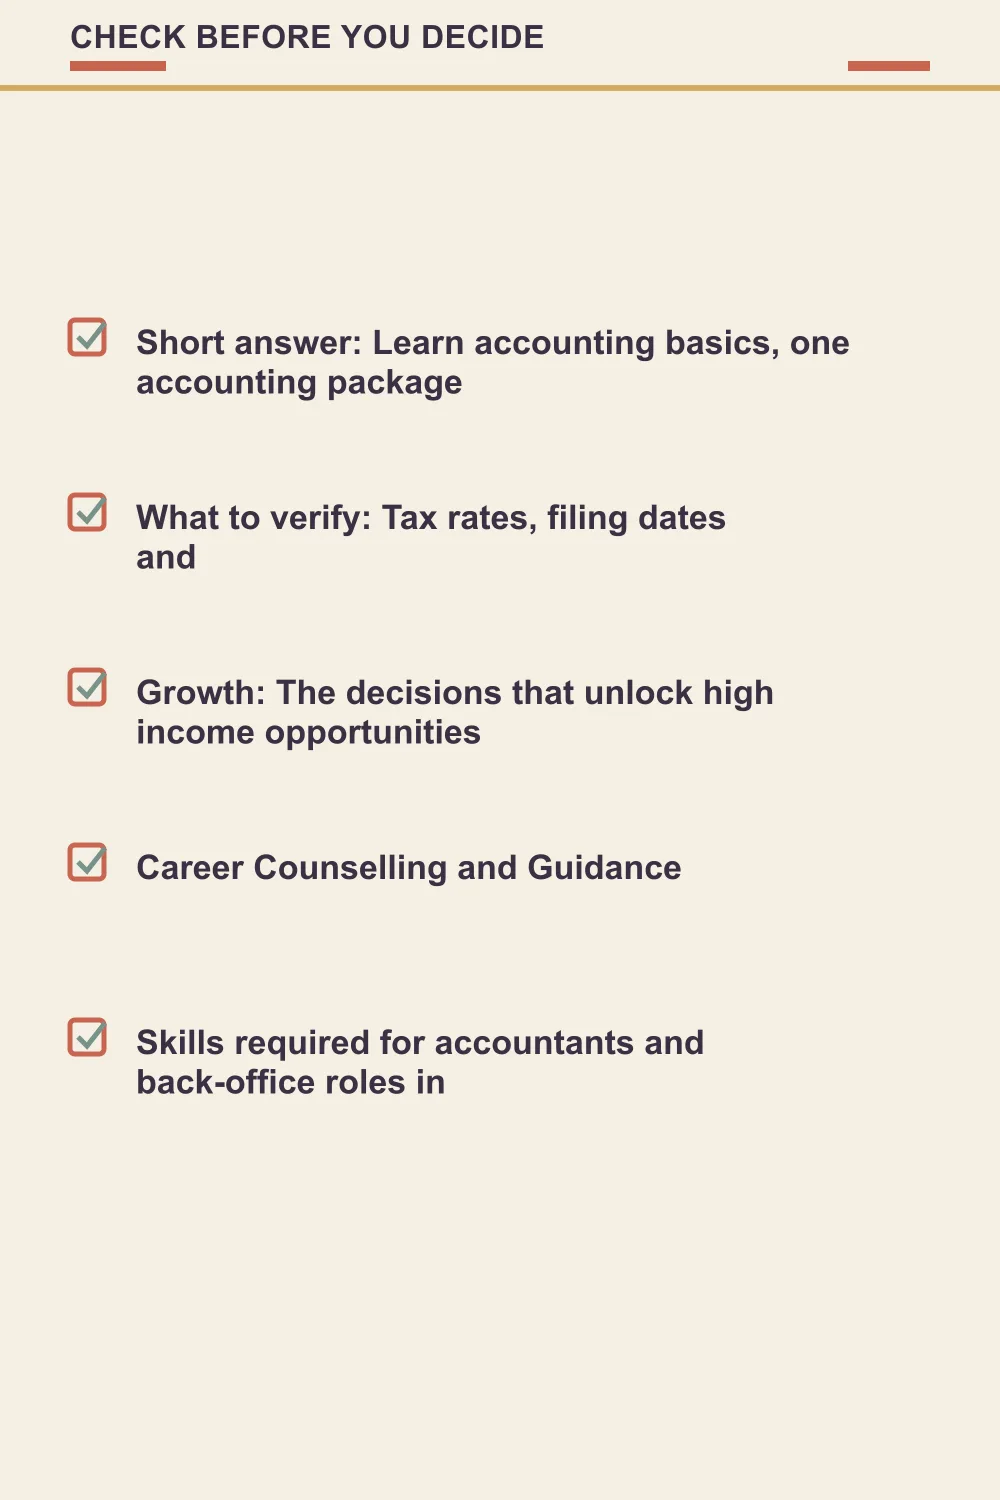 CHECK BEFORE YOU DECIDE
Short answer: Learn accounting basics, one
accounting package
What to verify: Tax rates, filing dates
and
Growth: The decisions that unlock high
income opportunities
Career Counselling and Guidance
Skills required for accountants and
back-office roles in